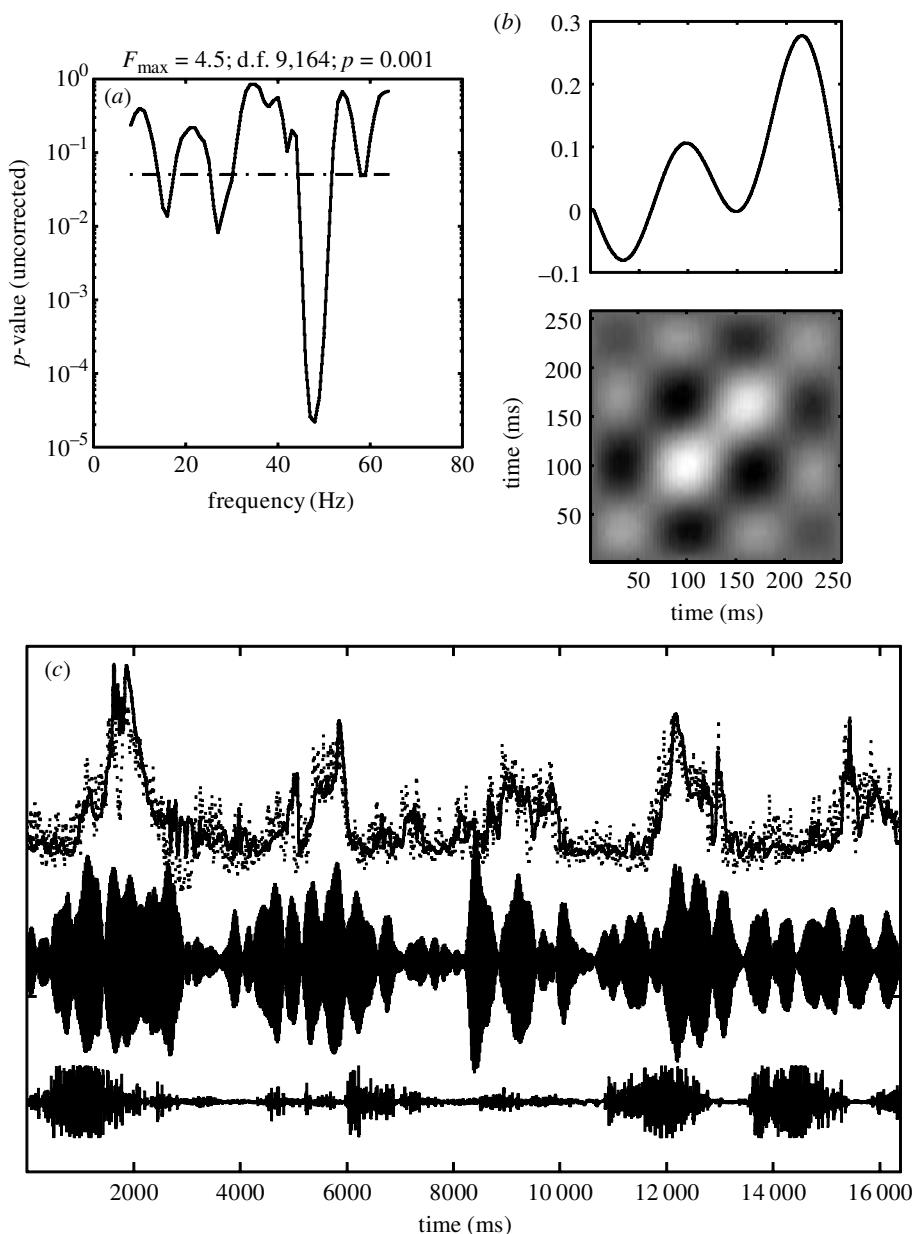 (b)
F max = 4.5; d.f. 9,164; p = 0.001
(a)
10^0
10^-1
10^-2
10^-3
10^-4
10^-5
p-value (uncorrected)
0 20 40 60 80
frequency (Hz)
0.3
0.2
0.1
0
−0.1
250
200
150
100
50
time (ms)
50 100 150 200 250
time (ms)
(c)
2000 4000 6000 8000 10 000 12 000 14 000 16 000
time (ms)